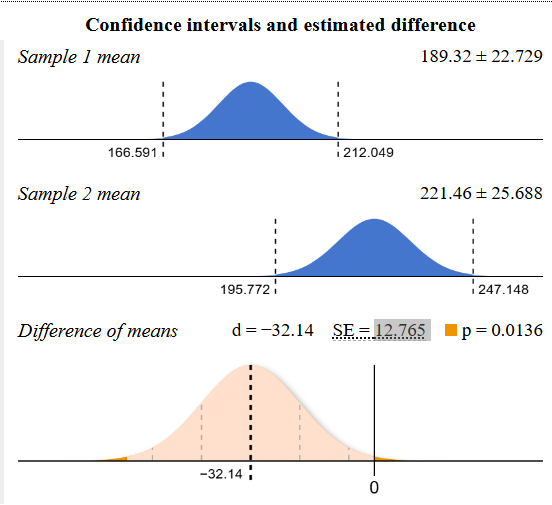 Confidence intervals and estimated difference
Sample 1 mean 189.32 ± 22.729
166.591 212.049
Sample 2 mean 221.46 ± 25.688
195.772 247.148
Difference of means d = −32.14 SE = 12.765 p = 0.0136
−32.14
0